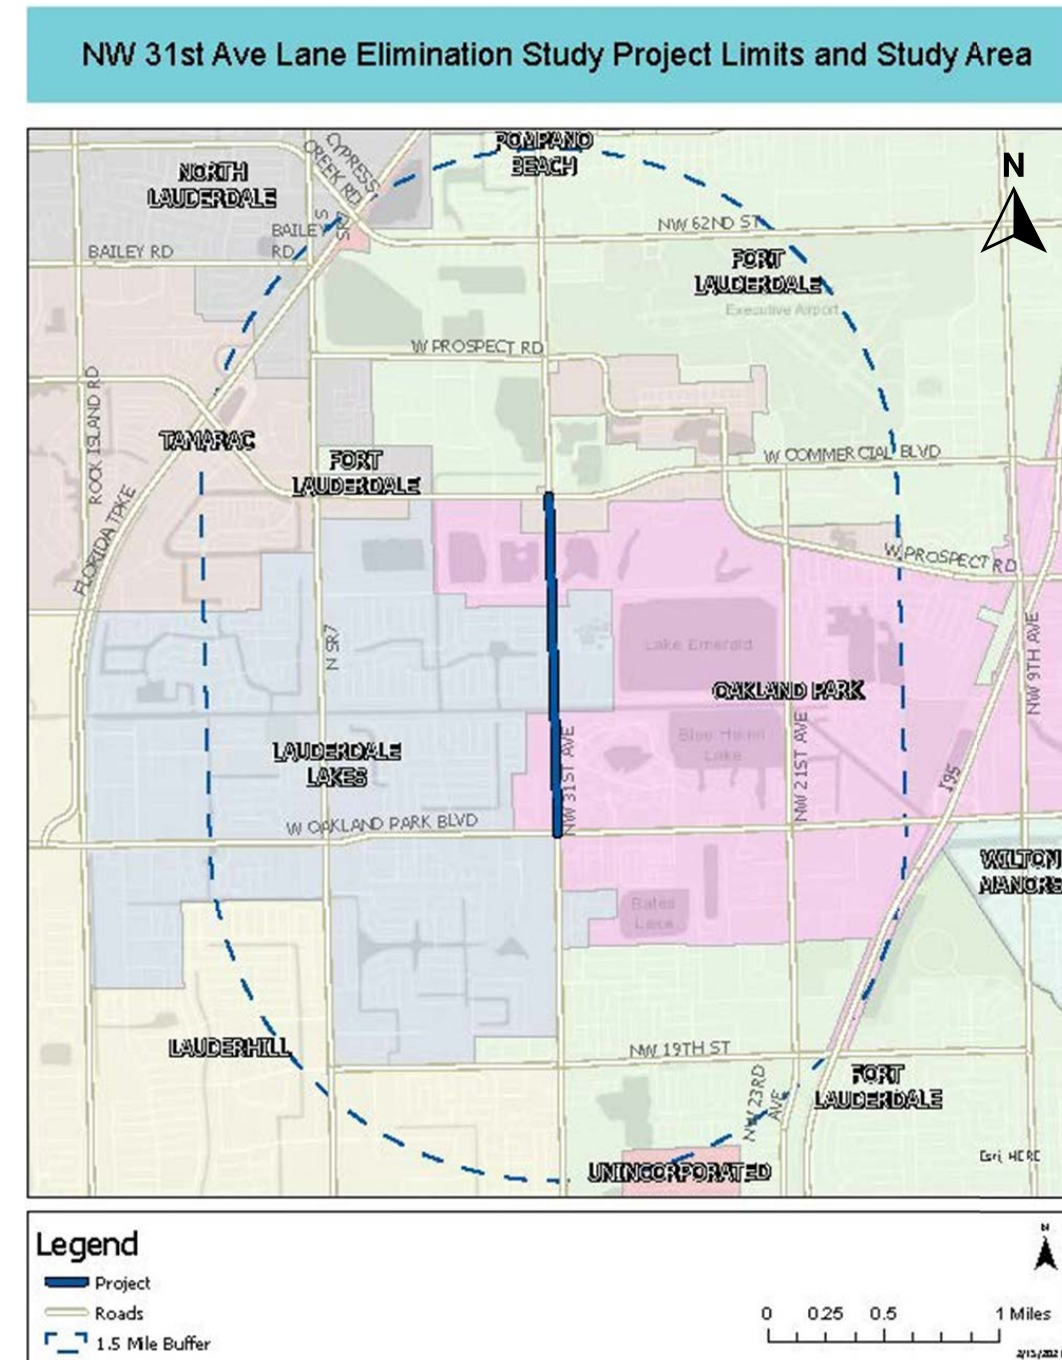 NW 31st Ave Lane Elimination Study Project Limits and Study Area
POMPANO
BEACH
N
NORTH
LAUDERDALE
CYPRESS
CREEK RD
S
SR7
BAILEY
RD
BAILEY RD
NW 62ND ST
FORT
LAUDERDALE
Executive Airport
W PROSPECT RD
ROCK ISLAND RD
TAMARAC
FORT
LAUDERDALE
W COMMERCIAL BLVD
FLORIDA TPKE
W PROSPECT RD
N SR7
Lake Emerald
NW 9TH AVE
OAKLAND PARK
Blue Heron
Lake
LAUDERDALE
LAKES
NW 31ST AVE
NW 21ST AVE
I95
W OAKLAND PARK BLVD
WILTON
MANORS
Bates
Lake
LAUDERHILL
NW 19TH ST
NW 23RD
AVE
FORT
LAUDERDALE
Esri, HERE
UNINCORPORATED
Legend
Project
Roads
1.5 Mile Buffer
N
0 0.25 0.5 1 Miles